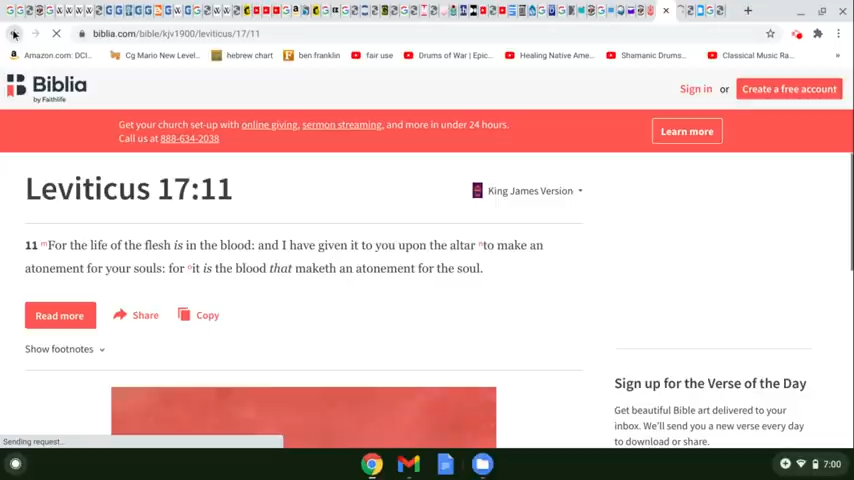 biblia.com/bible/kjv1900/leviticus/17/11
Amazon.com: DCI... Cg Mario New Level... hebrew chart ben franklin fair use Drums of War | Epic... Healing Native Ame... Shamanic Drums... Classical Music Ra... »
Biblia
by Faithlife
Sign in or Create a free account
Get your church set-up with online giving, sermon streaming, and more in under 24 hours.
Call us at 888-634-2038
Learn more
Leviticus 17:11
King James Version
11 mFor the life of the flesh is in the blood: and I have given it to you upon the altar nto make an
atonement for your souls: for oit is the blood that maketh an atonement for the soul.
Read more Share Copy
Show footnotes
Sign up for the Verse of the Day
Get beautiful Bible art delivered to your
inbox. We'll send you a new verse every day
to download or share.
Sending request...
7:00